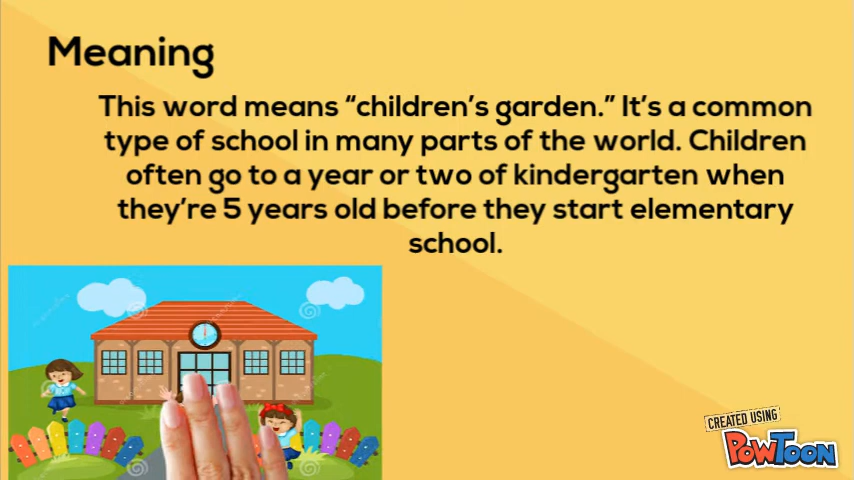 Meaning
This word means “children’s garden.” It’s a common
type of school in many parts of the world. Children
often go to a year or two of kindergarten when
they’re 5 years old before they start elementary
school.
CREATED USING
POWTOON